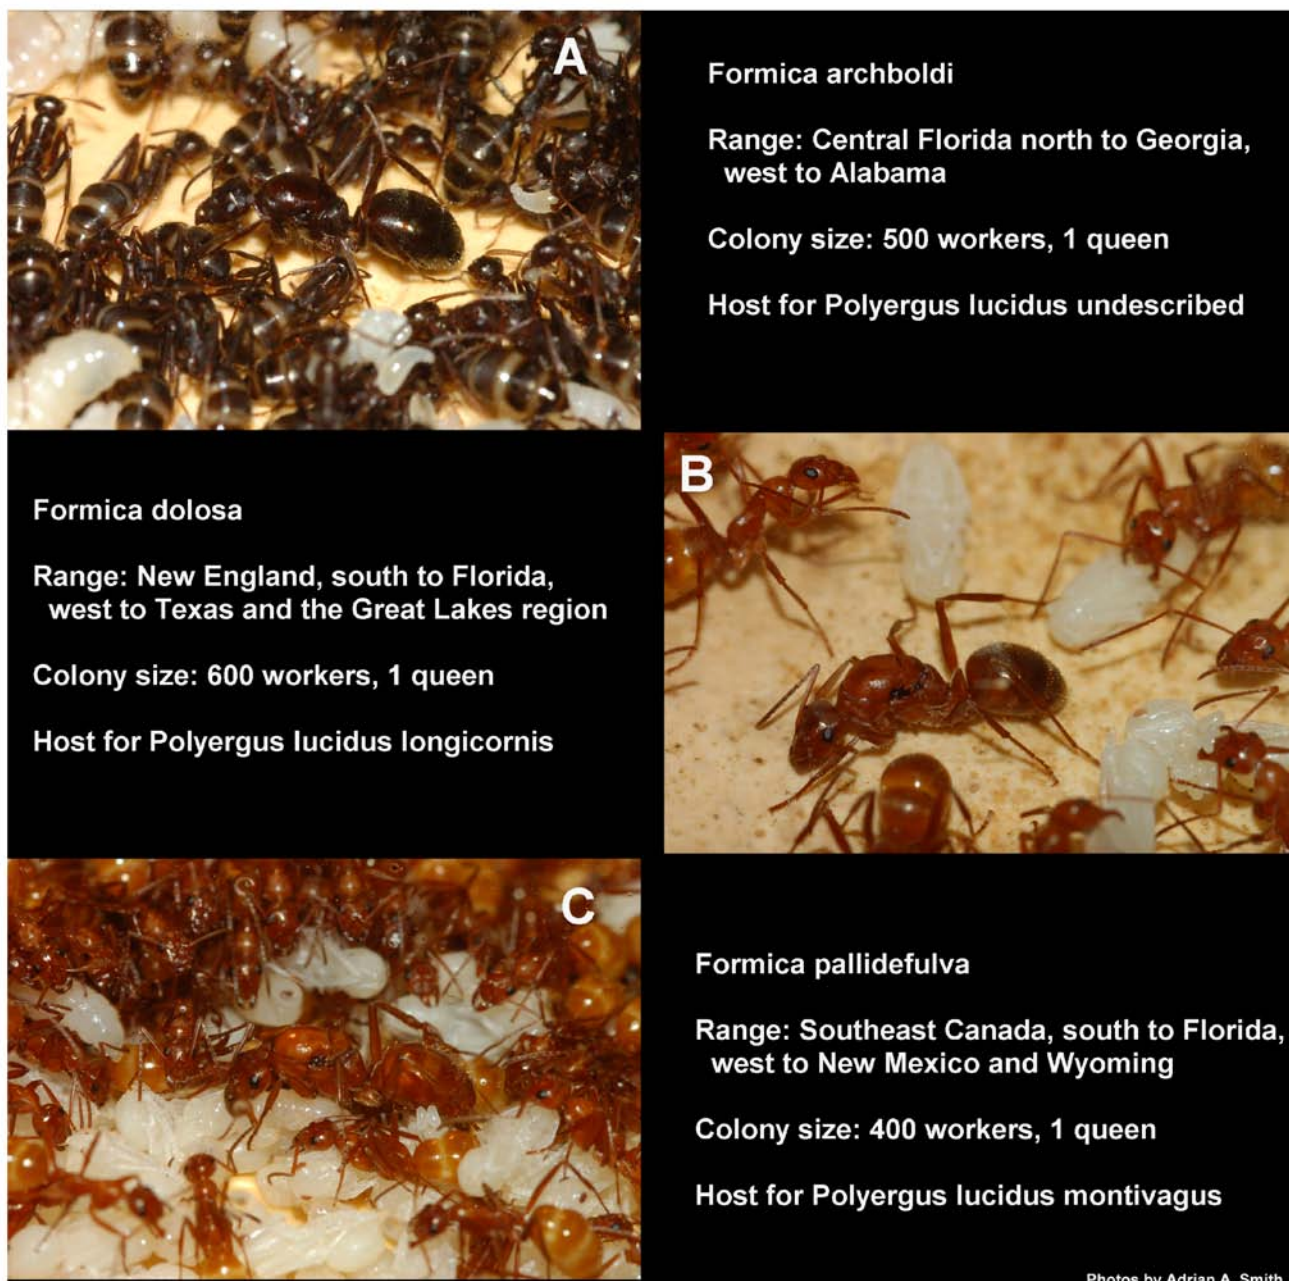 A
Formica archboldi
Range: Central Florida north to Georgia,
west to Alabama
Colony size: 500 workers, 1 queen
Host for Polyergus lucidus undescribed
Formica dolosa
Range: New England, south to Florida,
west to Texas and the Great Lakes region
Colony size: 600 workers, 1 queen
Host for Polyergus lucidus longicornis
B
C
Formica pallidefulva
Range: Southeast Canada, south to Florida,
west to New Mexico and Wyoming
Colony size: 400 workers, 1 queen
Host for Polyergus lucidus montivagus
Photos by Adrian A. Smith